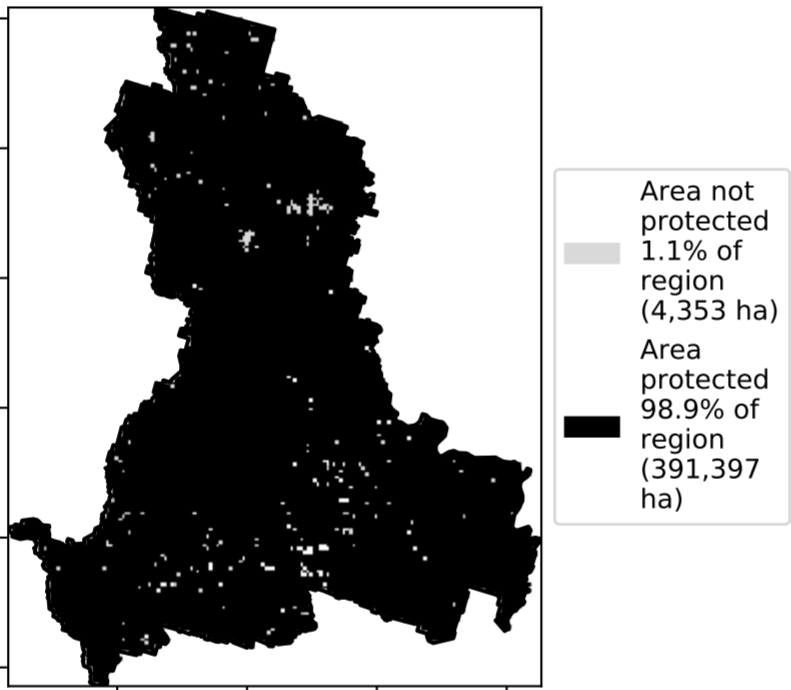 Area not
protected
1.1% of
region
(4,353 ha)
Area
protected
98.9% of
region
(391,397
ha)